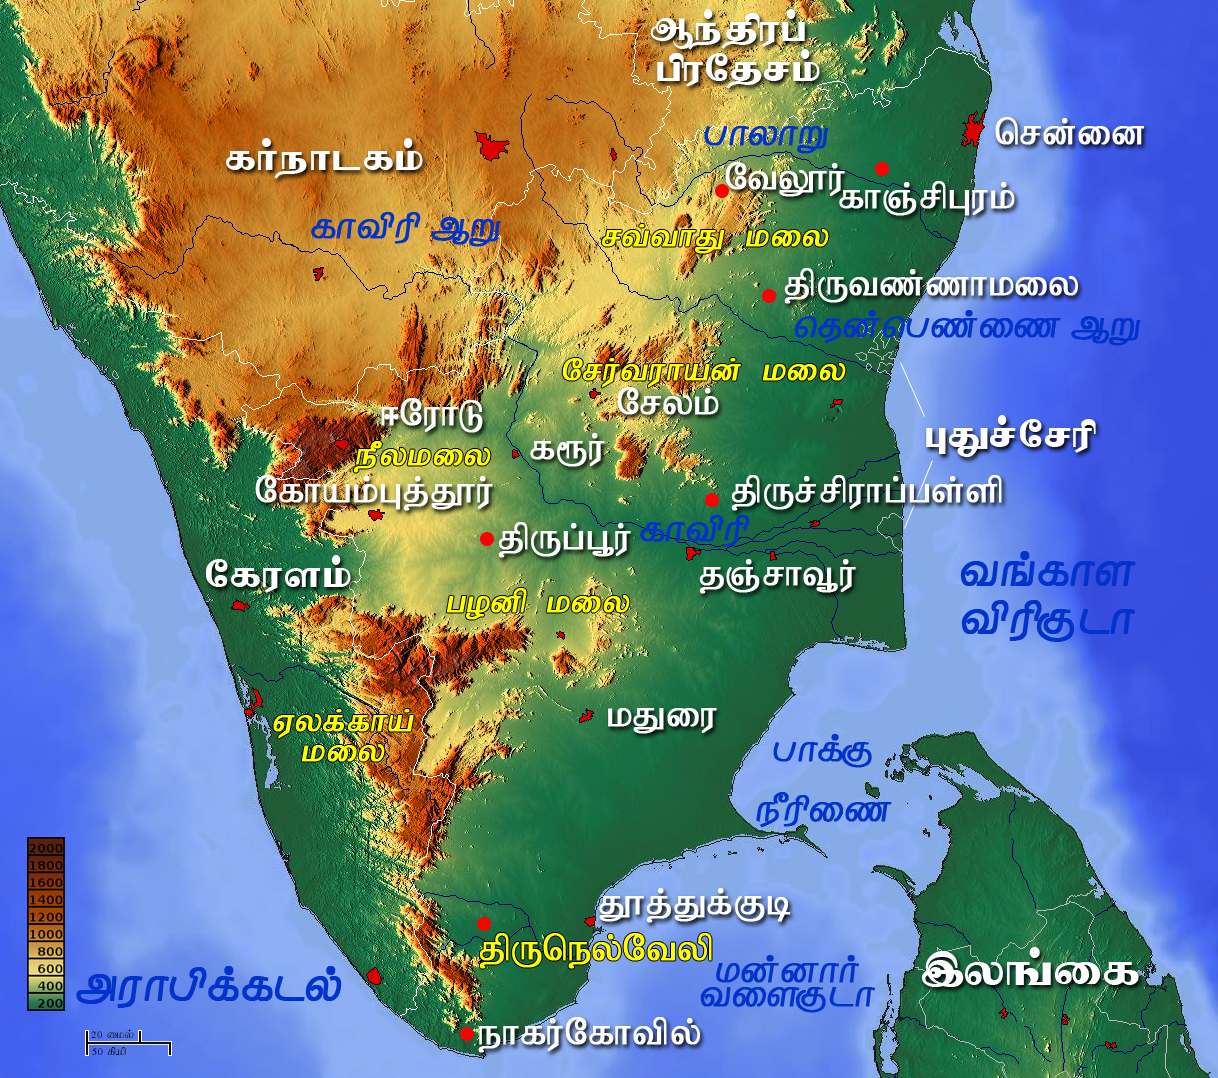 ஆந்திரப்
பிரதேசம்
சென்னை
பாலாறு
கர்நாடகம்
வேலூர்
காஞ்சிபுரம்
காவிரி ஆறு
சவ்வாது மலை
திருவண்ணாமலை
தென்பெண்ணை ஆறு
சேர்வராயன் மலை
சேலம்
ஈரோடு
புதுச்சேரி
கரூர்
நீலமலை
கோயம்புத்தூர்
திருச்சிராப்பள்ளி
காவிரி
திருப்பூர்
தஞ்சாவூர்
கேரளம்
வங்காள
விரிகுடா
பழனி மலை
மதுரை
ஏலக்காய்
மலை
பாக்கு
நீரிணை
2000
1800
1600
1400
1200
1000
800
600
400
200
தூத்துக்குடி
திருநெல்வேலி
மன்னார்
வளைகுடா
இலங்கை
அராபிக்கடல்
நாகர்கோவில்
20 மைல்
50 கிமி